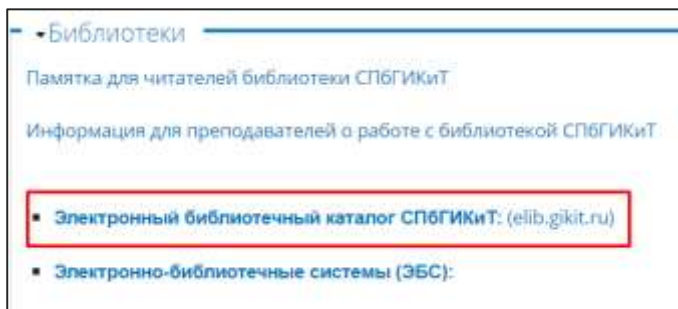 Библиотеки
Памятка для читателей библиотеки СПбГИКиТ
Информация для преподавателей о работе с библиотекой СПбГИКиТ
Электронный библиотечный каталог СПбГИКиТ: (elib.gikit.ru)
Электронно-библиотечные системы (ЭБС):